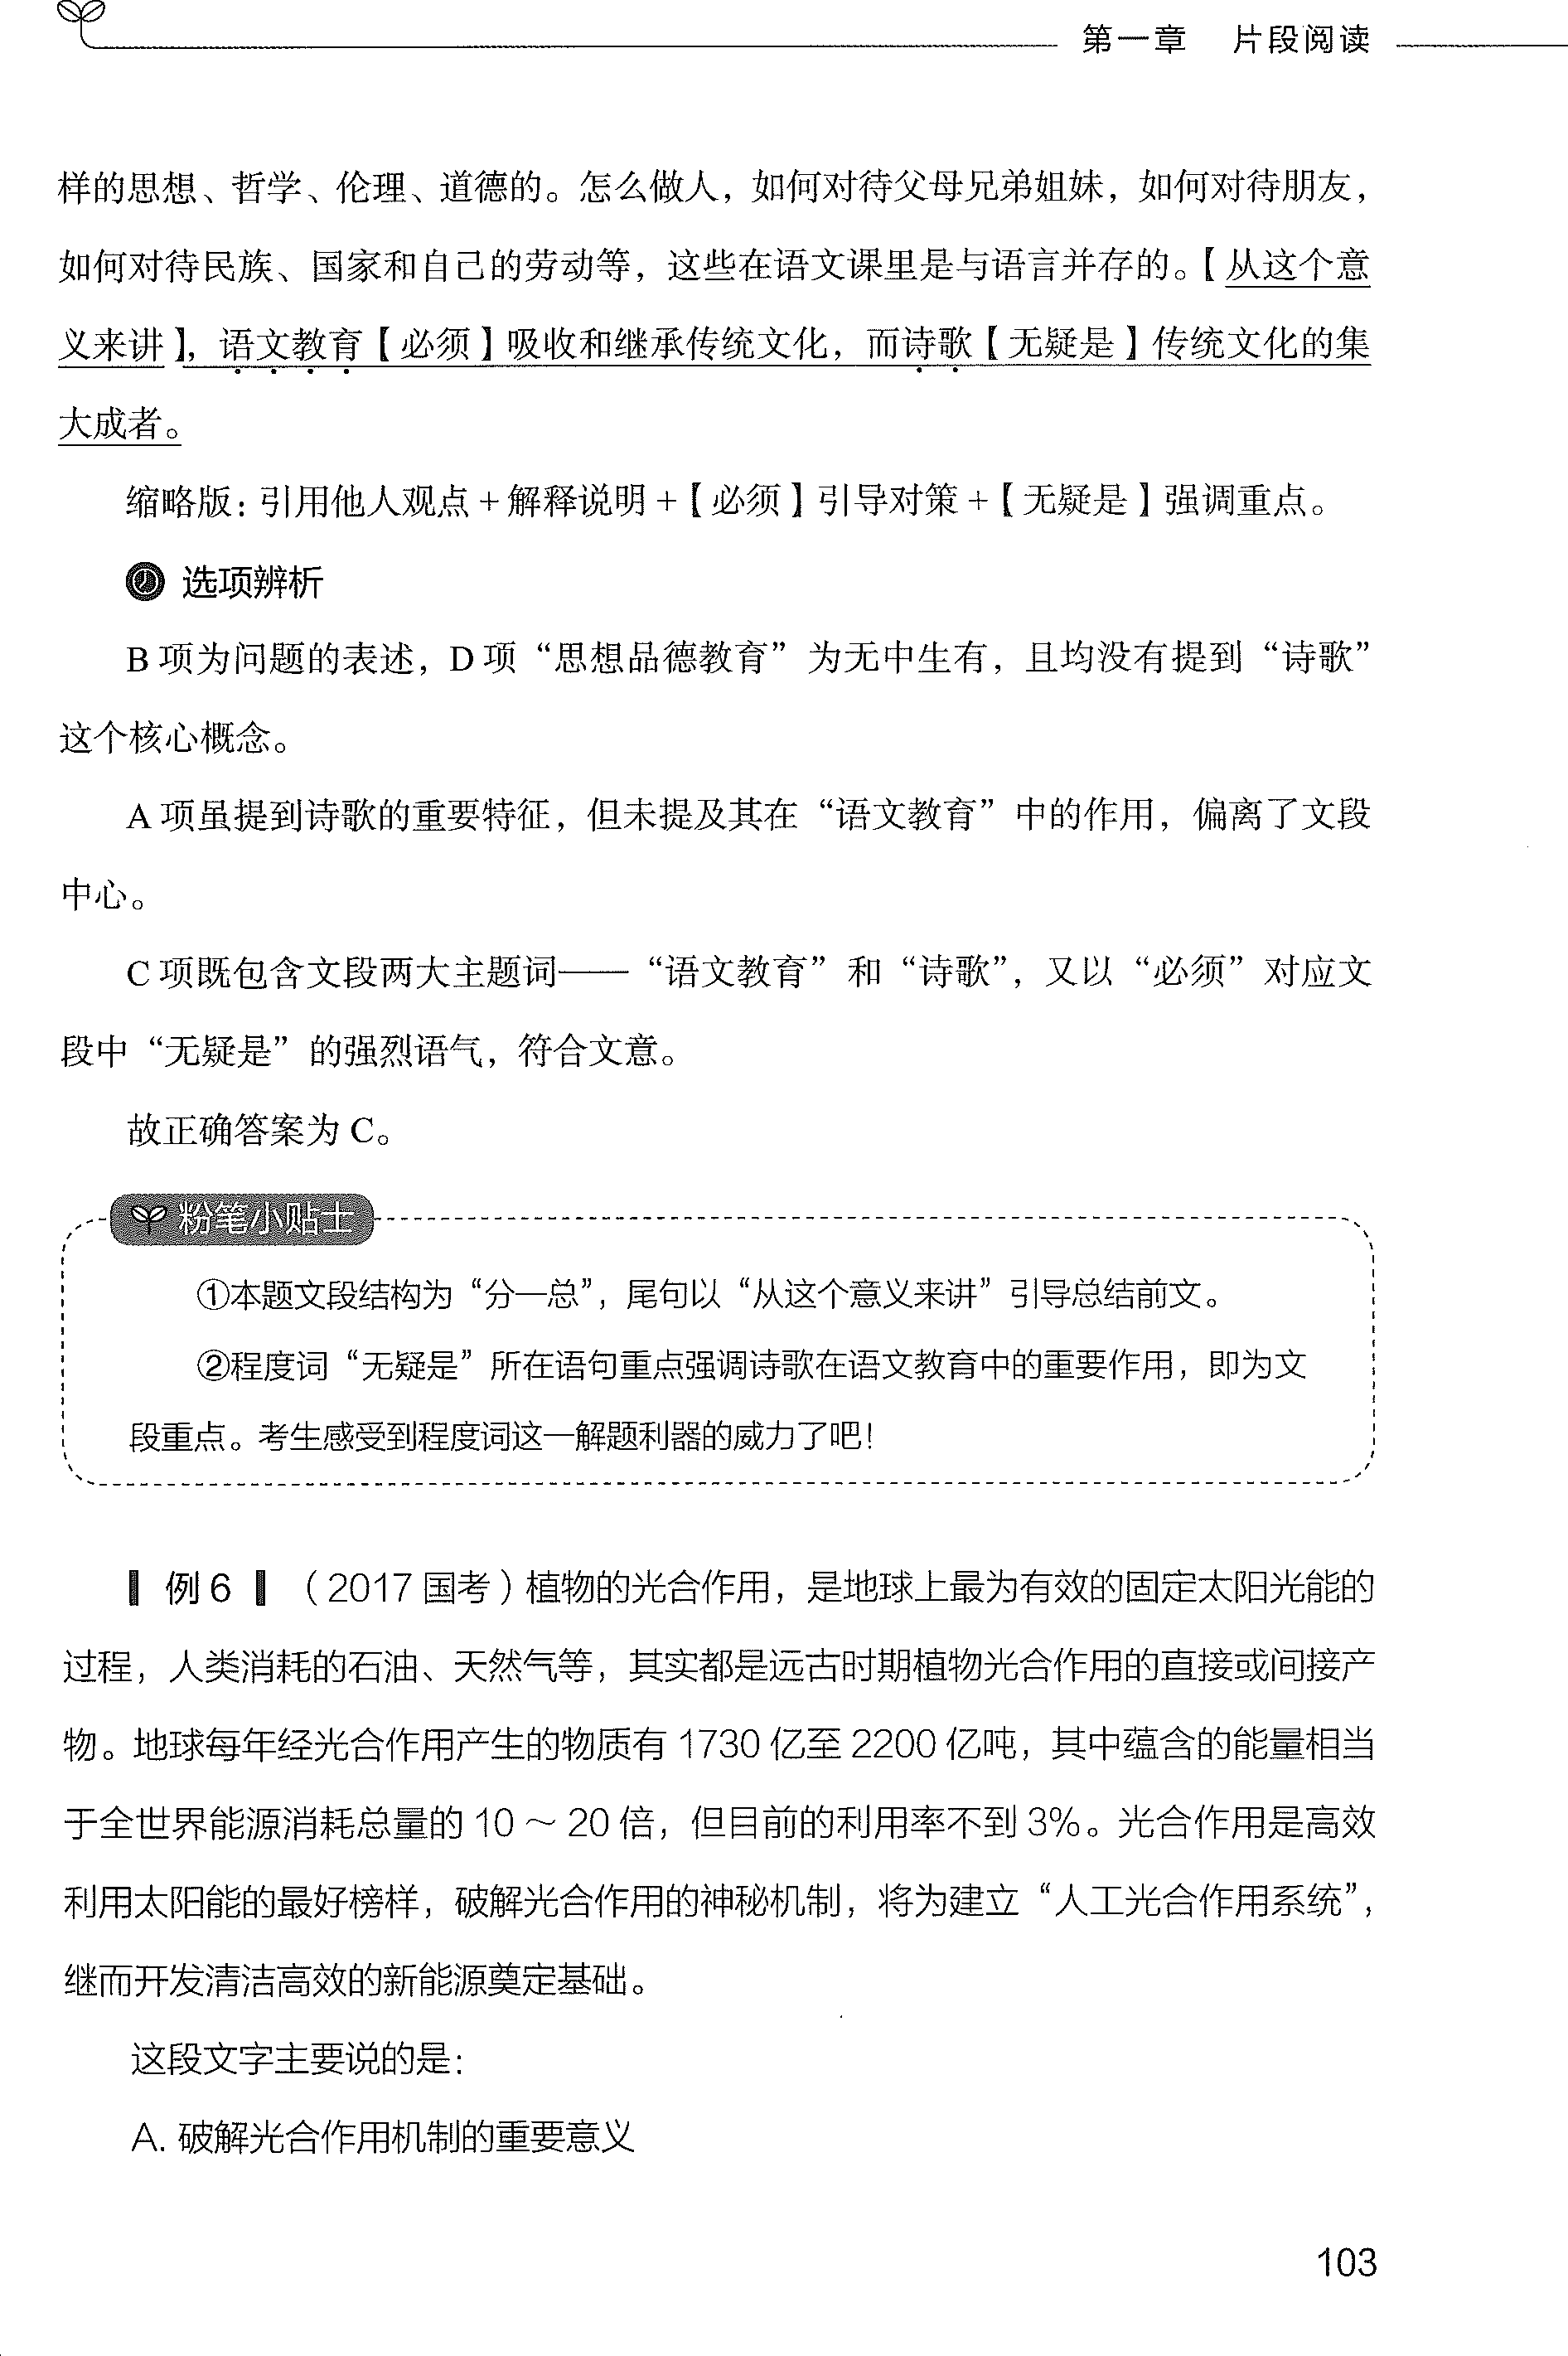 第一章 片段阅读
样的思想、哲学、伦理、道德的。怎么做人，如何对待父母兄弟姐妹，如何对待朋友，
如何对待民族、国家和自己的劳动等，这些在语文课里是与语言并存的。【从这个意
义来讲】，语文教育【必须】吸收和继承传统文化，而诗歌【无疑是】传统文化的集
大成者。
缩略版：引用他人观点+解释说明+【必须】引导对策+【无疑是】强调重点。
选项辨析
B项为问题的表述，D项“思想品德教育”为无中生有，且均没有提到“诗歌”
这个核心概念。
A项虽提到诗歌的重要特征，但未提及其在“语文教育”中的作用，偏离了文段
中心。
C项既包含文段两大主题词——“语文教育”和“诗歌”，又以“必须”对应文
段中“无疑是”的强烈语气，符合文意。
故正确答案为C。
粉笔小贴士
①本题文段结构为“分—总”，尾句以“从这个意义来讲”引导总结前文。
②程度词“无疑是”所在语句重点强调诗歌在语文教育中的重要作用，即为文
段重点。考生感受到程度词这一解题利器的威力了吧！
例6（2017国考）植物的光合作用，是地球上最为有效的固定太阳光能的
过程，人类消耗的石油、天然气等，其实都是远古时期植物光合作用的直接或间接产
物。地球每年经光合作用产生的物质有1730亿至2200亿吨，其中蕴含的能量相当
于全世界能源消耗总量的10～20倍，但目前的利用率不到3%。光合作用是高效
利用太阳能的最好榜样，破解光合作用的神秘机制，将为建立“人工光合作用系统”，
继而开发清洁高效的新能源奠定基础。
这段文字主要说的是：
A. 破解光合作用机制的重要意义
103